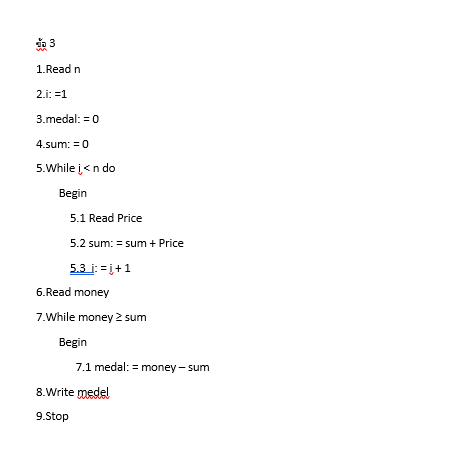 ข้อ 3
1.Read n
2.i: =1
3.medal: = 0
4.sum: = 0
5.While i < n do
Begin
5.1 Read Price
5.2 sum: = sum + Price
5.3 i: = i + 1
6.Read money
7.While money ≥ sum
Begin
7.1 medal: = money – sum
8.Write medel
9.Stop